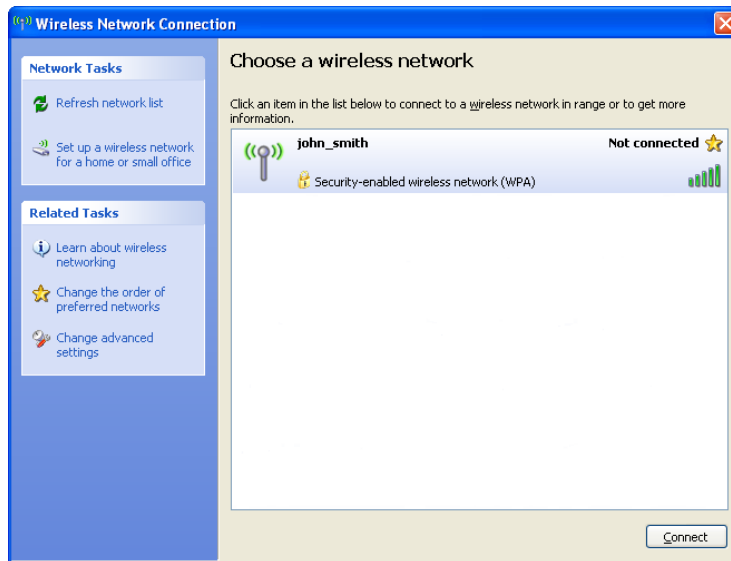 Wireless Network Connection
Network Tasks
Refresh network list
Set up a wireless network
for a home or small office
Related Tasks
Learn about wireless
networking
Change the order of
preferred networks
Change advanced
settings
Choose a wireless network
Click an item in the list below to connect to a wireless network in range or to get more
information.
john_smith
Not connected
Security-enabled wireless network (WPA)
Connect